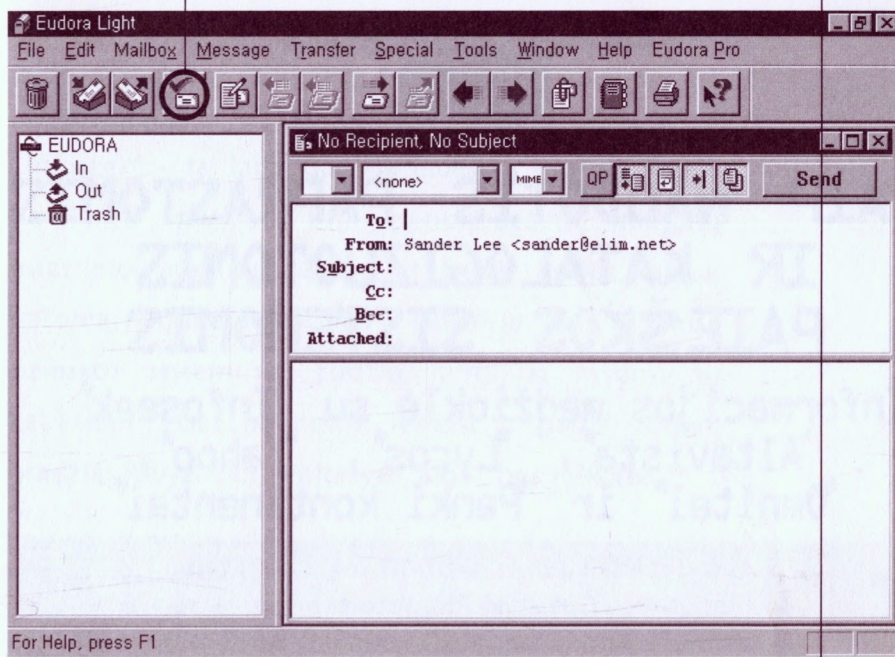 Eudora Light
File Edit Mailbox Message Transfer Special Tools Window Help Eudora Pro
EUDORA
In
Out
Trash
No Recipient, No Subject
<none> MIME QP Send
To:
From: Sander Lee <sander@elim.net>
Subject:
Cc:
Bcc:
Attached:
For Help, press F1